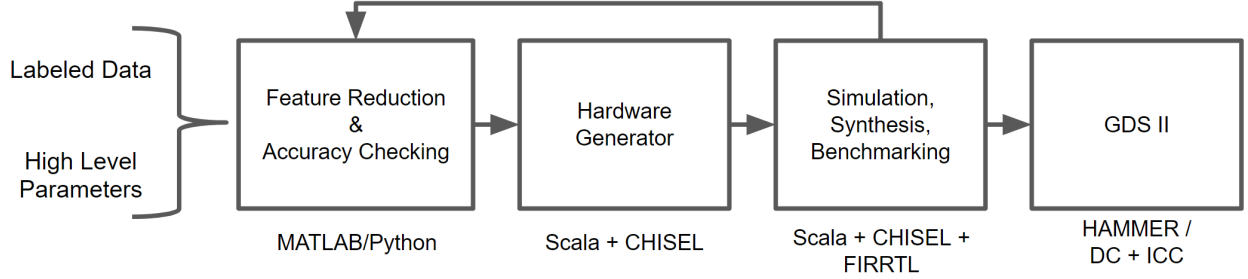 Labeled Data
High Level
Parameters
Feature Reduction
&
Accuracy Checking
MATLAB/Python
Hardware
Generator
Scala + CHISEL
Simulation,
Synthesis,
Benchmarking
Scala + CHISEL +
FIRRTL
GDS II
HAMMER /
DC + ICC